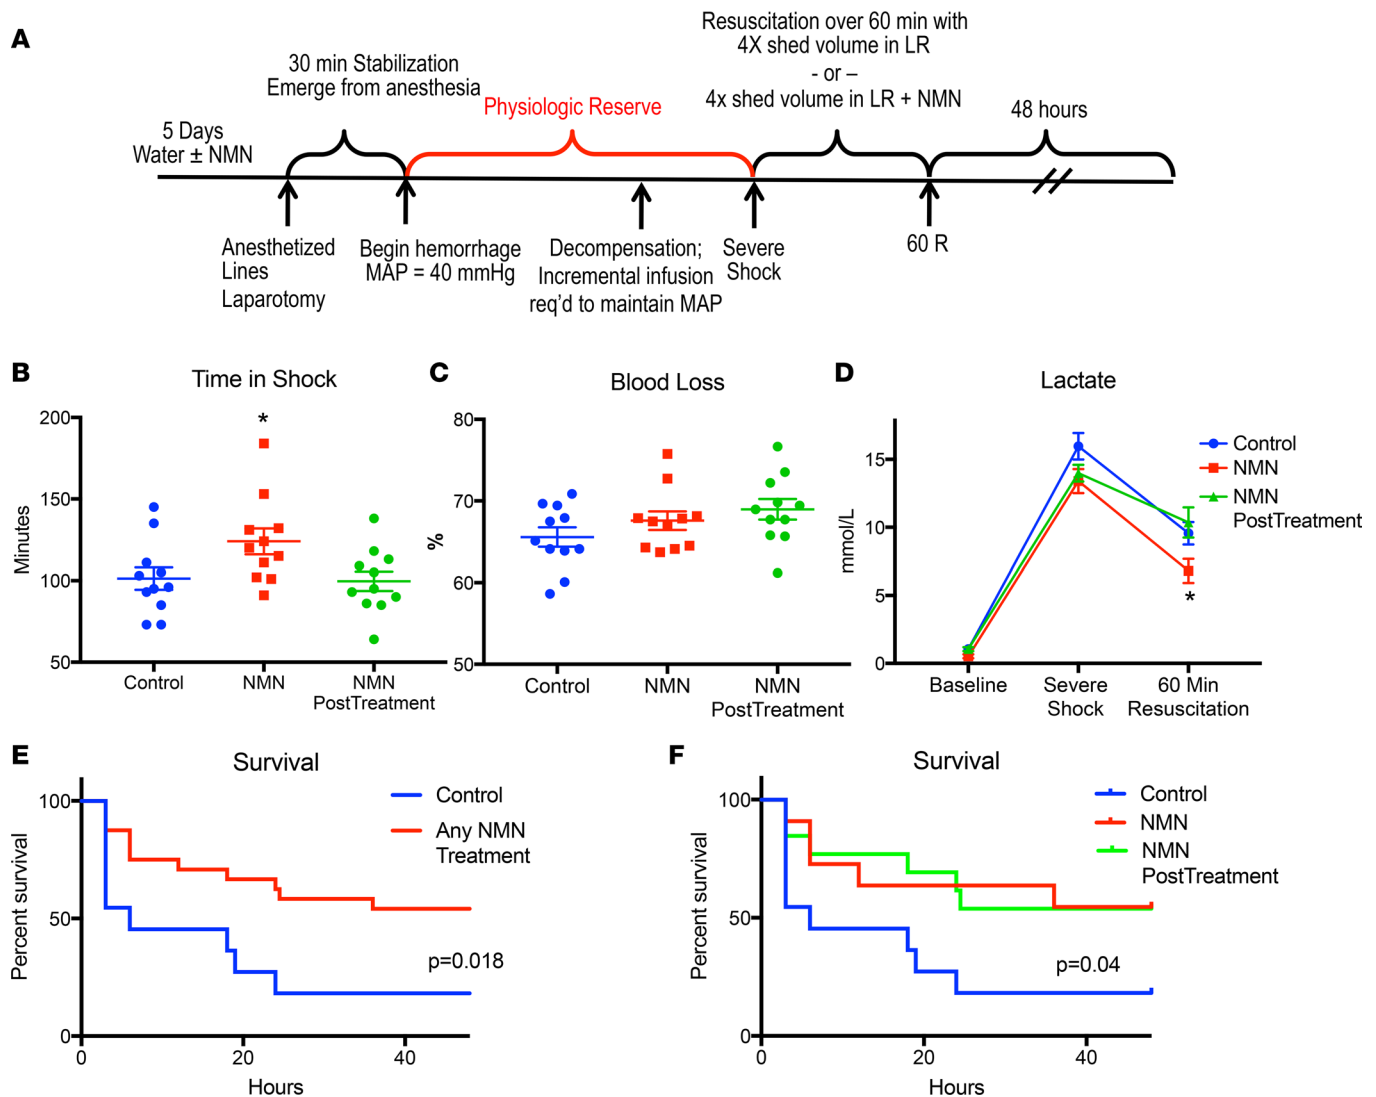 A
Resuscitation over 60 min with
4X shed volume in LR
- or –
4x shed volume in LR + NMN
30 min Stabilization
Emerge from anesthesia
Physiologic Reserve
48 hours
5 Days
Water ± NMN
Anesthetized
Lines
Laparotomy
Begin hemorrhage
MAP = 40 mmHg
Decompensation;
Incremental infusion
req'd to maintain MAP
Severe
Shock
60 R
B
Time in Shock
*
200
150
100
50
Minutes
Control
NMN
NMN
PostTreatment
C
Blood Loss
80
70
60
50
%
Control
NMN
NMN
PostTreatment
D
Lactate
15
10
5
0
mmol/L
Control
NMN
NMN
PostTreatment
*
Baseline
Severe
Shock
60 Min
Resuscitation
E
Survival
100
50
0
Percent survival
Control
Any NMN
Treatment
p=0.018
0
20
40
Hours
F
Survival
100
50
0
Percent survival
Control
NMN
NMN
PostTreatment
p=0.04
0
20
40
Hours